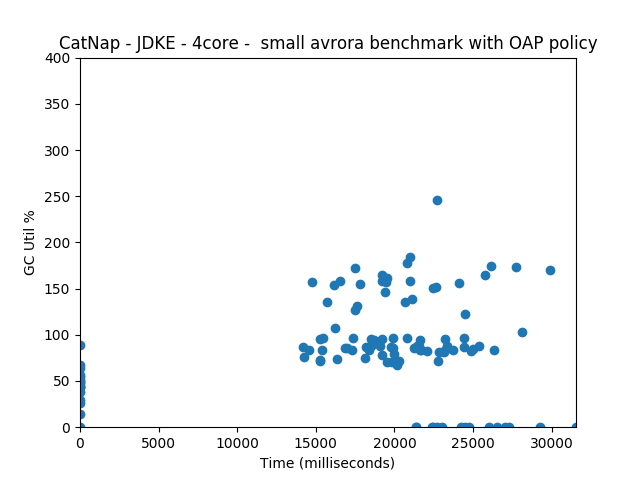 CatNap - JDKE - 4core -  small avrora benchmark with OAP policy
400
350
300
250
200
150
100
50
0
GC Util %
0 5000 10000 15000 20000 25000 30000
Time (milliseconds)